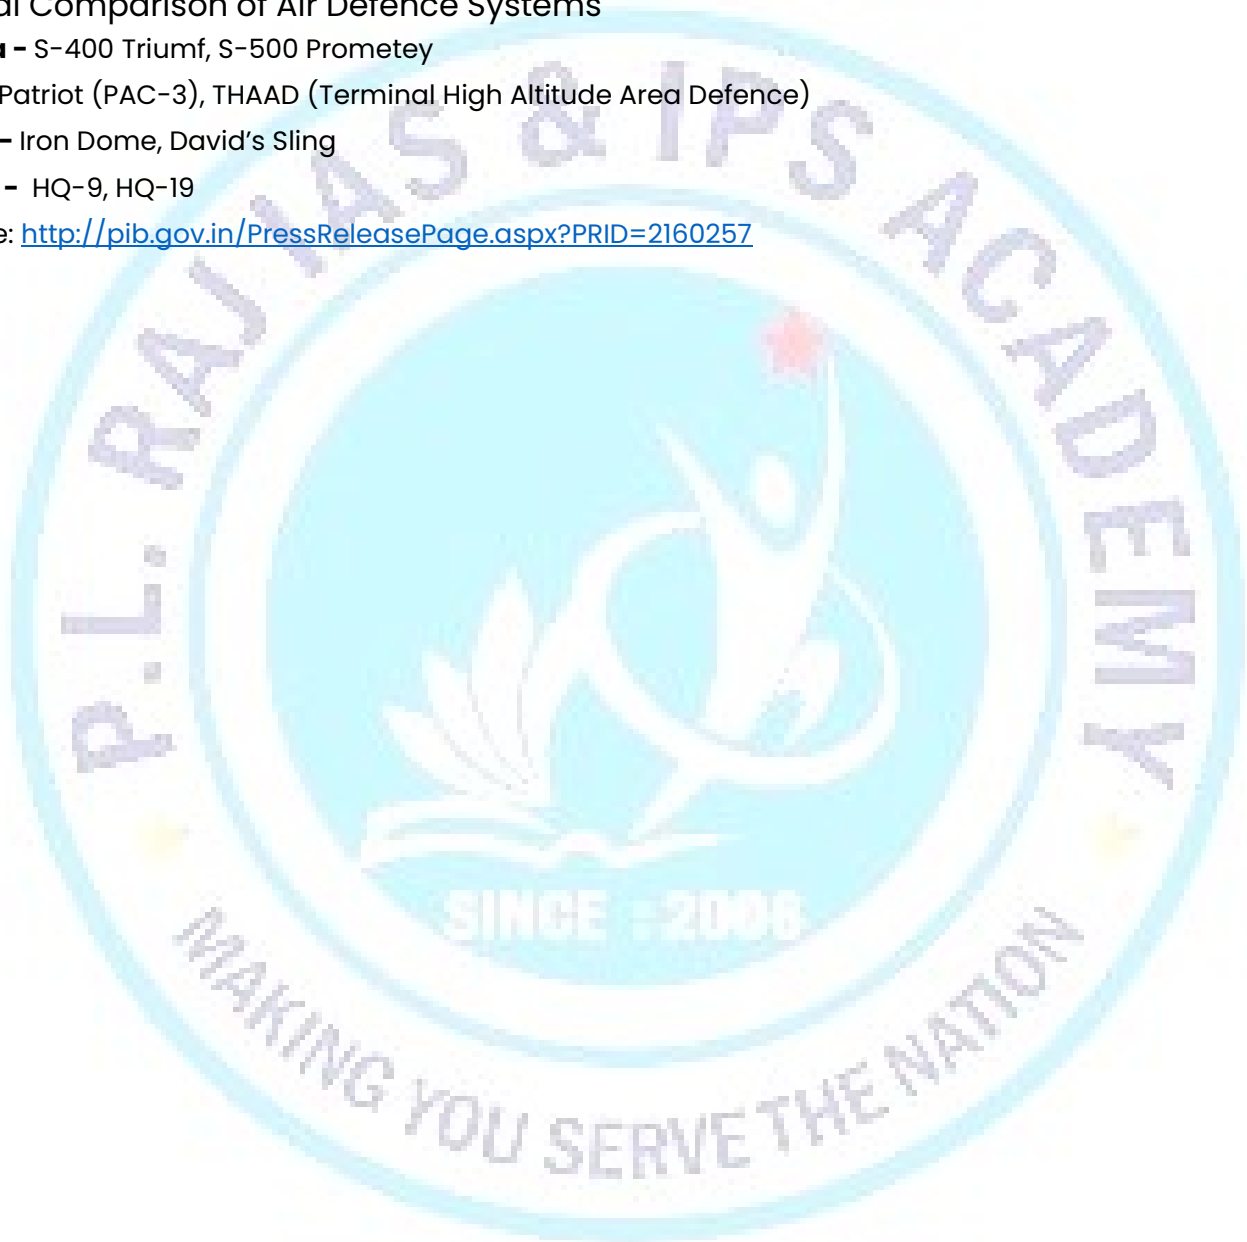 al Comparison of Air Defence Systems
a - S-400 Triumf, S-500 Prometey
Patriot (PAC-3), THAAD (Terminal High Altitude Area Defence)
– Iron Dome, David’s Sling
- HQ-9, HQ-19
e: http://pib.gov.in/PressReleasePage.aspx?PRID=2160257
P.L. RAJ IAS & IPS ACADEMY
SINCE :2008
MAKING YOU SERVE THE NATION